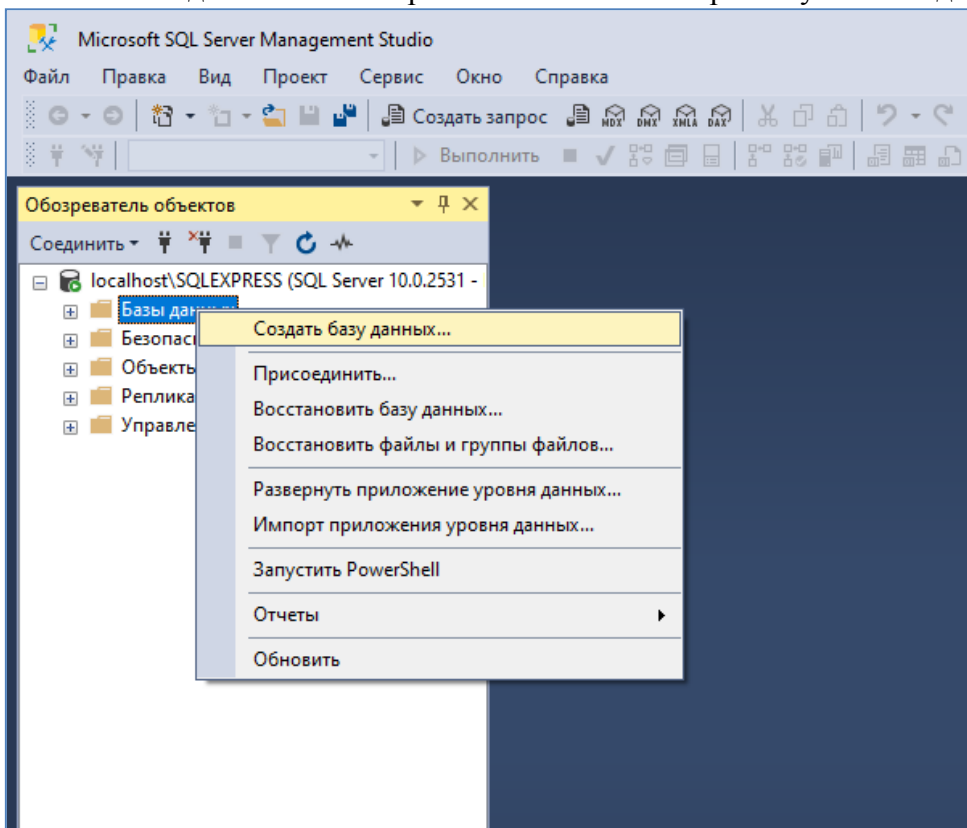 Microsoft SQL Server Management Studio
Файл Правка Вид Проект Сервис Окно Справка
Создать запрос MDX DMX XMLA DAX
Выполнить
Обозреватель объектов
Соединить
localhost\SQLEXPRESS (SQL Server 10.0.2531 -
Базы данных
Безопас
Объекты
Реплика
Управле
Создать базу данных...
Присоединить...
Восстановить базу данных...
Восстановить файлы и группы файлов...
Развернуть приложение уровня данных...
Импорт приложения уровня данных...
Запустить PowerShell
Отчеты
Обновить